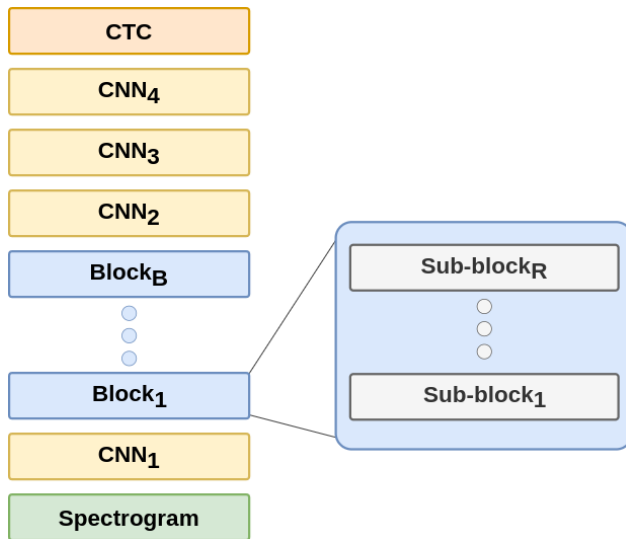 CTC
CNN4
CNN3
CNN2
BlockB
Block1
CNN1
Spectrogram
Sub-blockR
Sub-block1